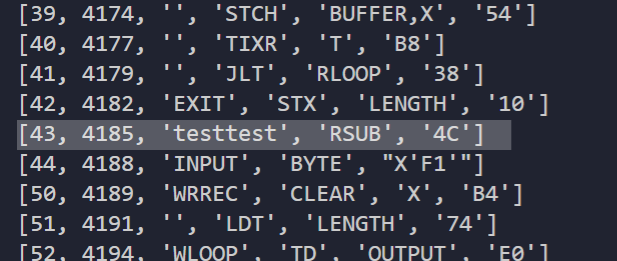 [39, 4174, '', 'STCH', 'BUFFER,X', '54']
[40, 4177, '', 'TIXR', 'T', 'B8']
[41, 4179, '', 'JLT', 'RLOOP', '38']
[42, 4182, 'EXIT', 'STX', 'LENGTH', '10']
[43, 4185, 'testtest', 'RSUB', '4C']
[44, 4188, 'INPUT', 'BYTE', "X'F1'"]
[50, 4189, 'WRREC', 'CLEAR', 'X', 'B4']
[51, 4191, '', 'LDT', 'LENGTH', '74']
[52, 4194, 'WLOOP', 'TD', 'OUTPUT', 'E0']